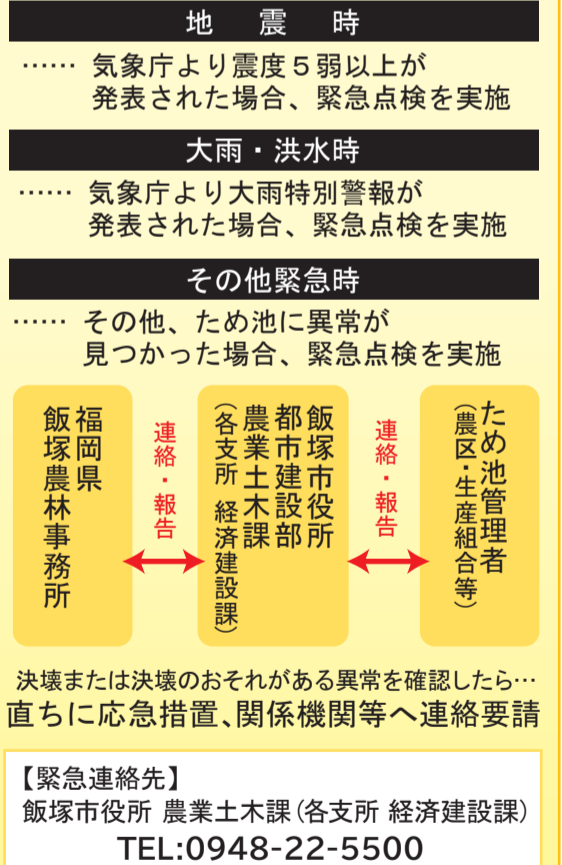 地 震 時
…… 気象庁より震度５弱以上が
発表された場合、緊急点検を実施
大雨・洪水時
…… 気象庁より大雨特別警報が
発表された場合、緊急点検を実施
その他緊急時
…… その他、ため池に異常が
見つかった場合、緊急点検を実施
福岡県
飯塚農林事務所
連絡・報告
飯塚市役所
都市建設部
農業土木課
(各支所 経済建設課)
連絡・報告
ため池管理者
(農区・生産組合等)
決壊または決壊のおそれがある異常を確認したら…
直ちに応急措置、関係機関等へ連絡要請
【緊急連絡先】
飯塚市役所 農業土木課(各支所 経済建設課)
TEL:0948-22-5500